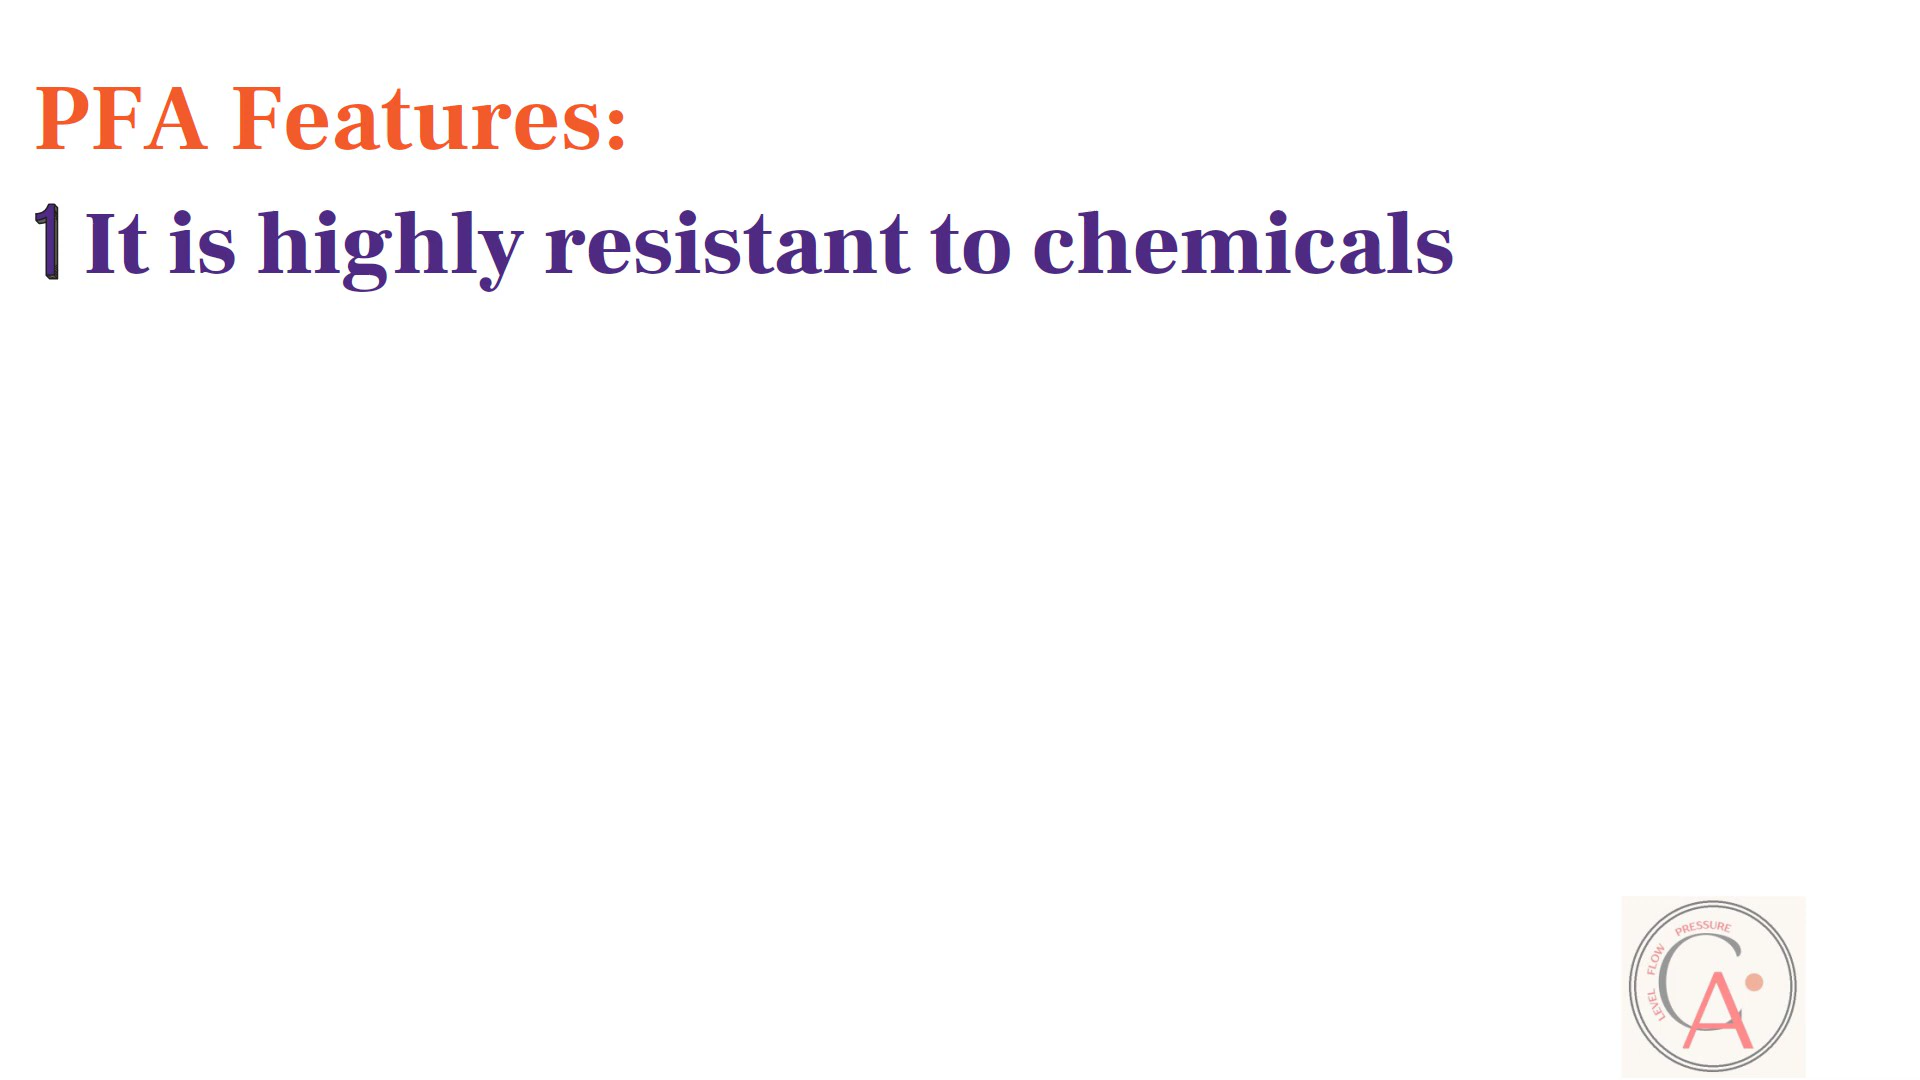 PFA Features:
1 It is highly resistant to chemicals
LEVEL FLOW PRESSURE
CA